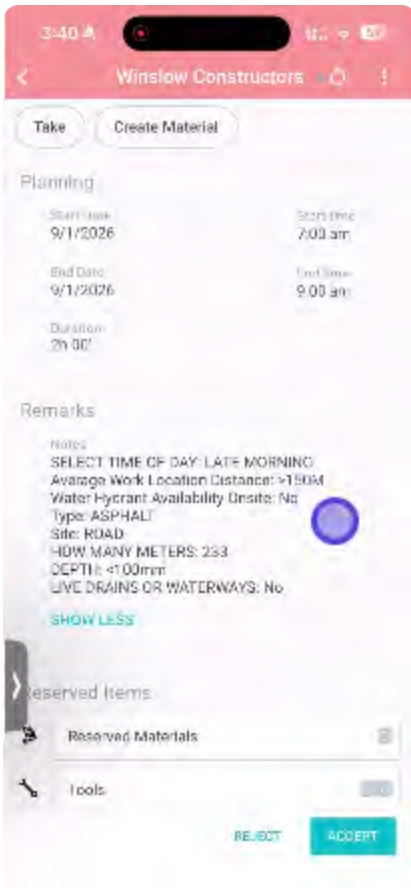 3:40
Winslow Constructors
Take
Create Material
Planning
Start Date
Start time
9/1/2026
7:00 am
End Date
End time
9/1/2026
9:00 am
Duration
2h 00'
Remarks
Notes
SELECT TIME OF DAY: LATE MORNING
Avarage Work Location Distance: >150M
Water Hydrant Availability Onsite: No
Type: ASPHALT
Site: ROAD
HOW MANY METERS: 233
DEPTH: <100mm
LIVE DRAINS OR WATERWAYS: No
SHOW LESS
eserved Items
Reserved Materials
Tools
REJECT
ACCEPT